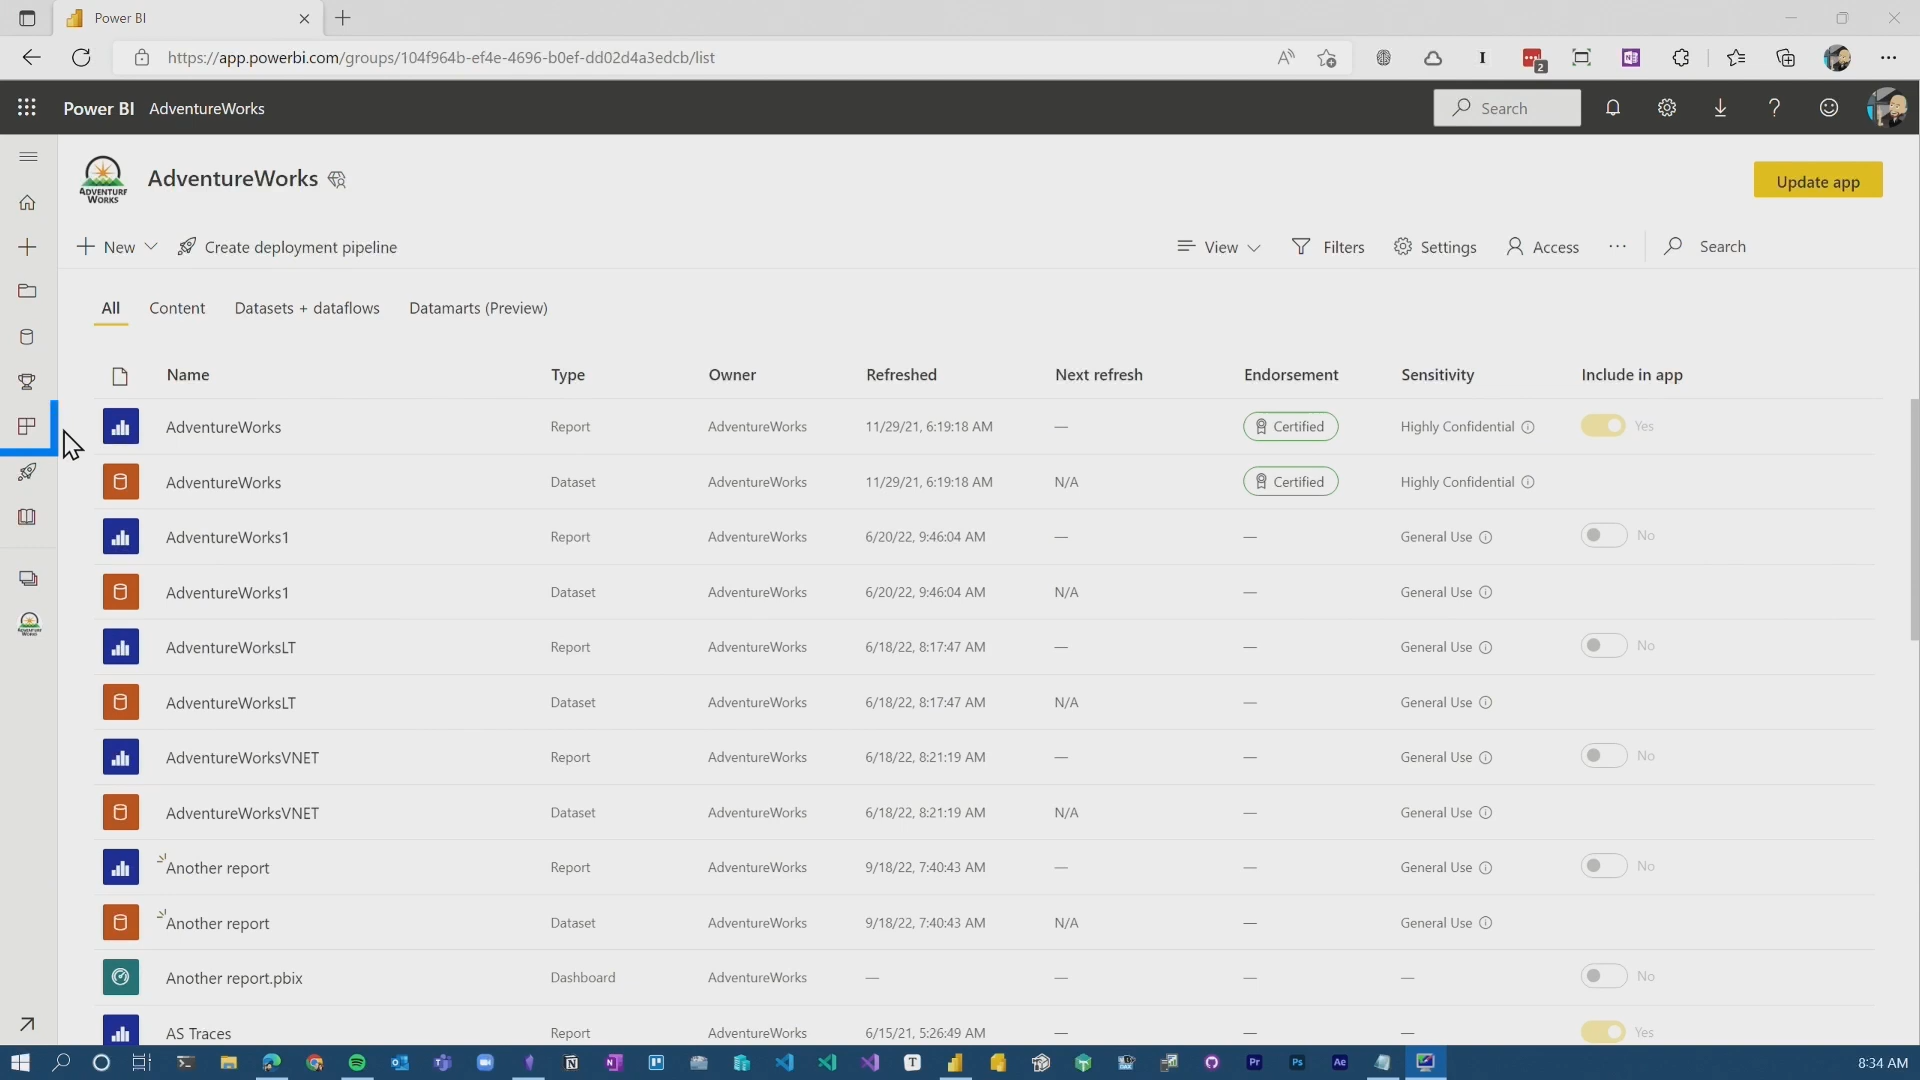 Power BI
https://app.powerbi.com/groups/104f964b-ef4e-4696-b0ef-dd02d4a3edcb/list
2
Power BI AdventureWorks Search
ADVENTURE WORKS
AdventureWorks
Update app
New Create deployment pipeline View Filters Settings Access Search
All Content Datasets + dataflows Datamarts (Preview)
Name Type Owner Refreshed Next refresh Endorsement Sensitivity Include in app
AdventureWorks Report AdventureWorks 11/29/21, 6:19:18 AM — Certified Highly Confidential Yes
AdventureWorks Dataset AdventureWorks 11/29/21, 6:19:18 AM N/A Certified Highly Confidential
AdventureWorks1 Report AdventureWorks 6/20/22, 9:46:04 AM — — General Use No
AdventureWorks1 Dataset AdventureWorks 6/20/22, 9:46:04 AM N/A — General Use
AdventureWorksLT Report AdventureWorks 6/18/22, 8:17:47 AM — — General Use No
AdventureWorksLT Dataset AdventureWorks 6/18/22, 8:17:47 AM N/A — General Use
AdventureWorksVNET Report AdventureWorks 6/18/22, 8:21:19 AM — — General Use No
AdventureWorksVNET Dataset AdventureWorks 6/18/22, 8:21:19 AM N/A — General Use
Another report Report AdventureWorks 9/18/22, 7:40:43 AM — — General Use No
Another report Dataset AdventureWorks 9/18/22, 7:40:43 AM N/A — General Use
Another report.pbix Dashboard AdventureWorks — — — — No
AS Traces Report AdventureWorks 6/15/21, 5:26:49 AM — — — Yes
8:34 AM